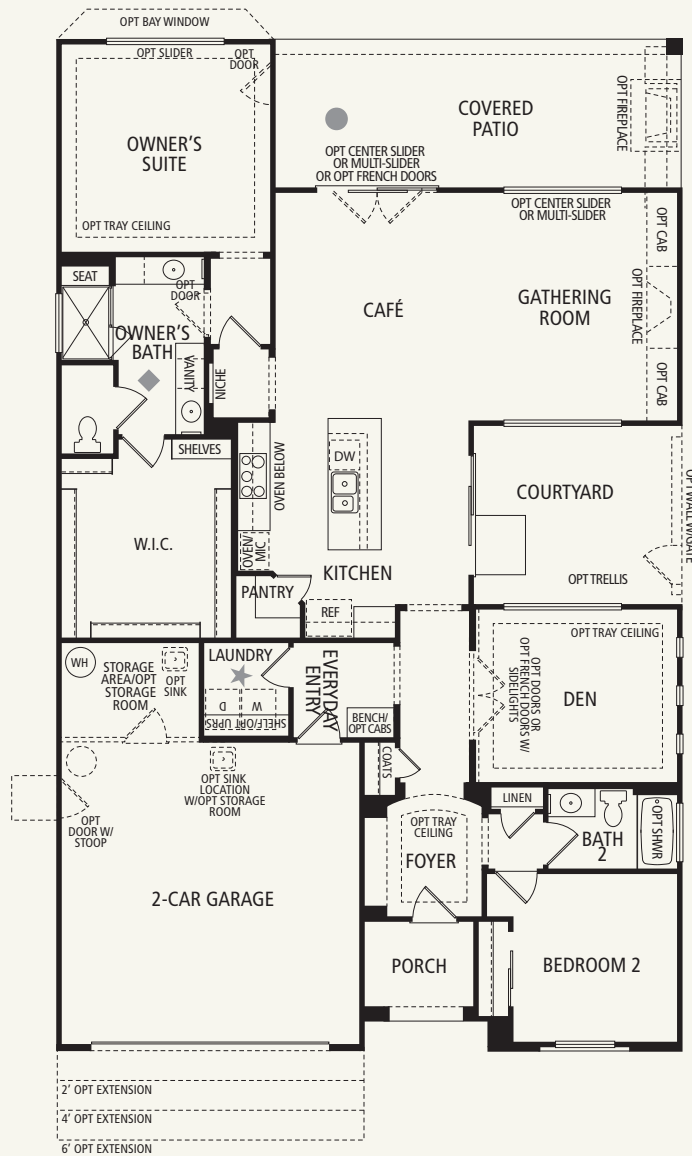 OPT BAY WINDOW
OPT SLIDER
OPT
DOOR
OWNER'S
SUITE
OPT TRAY CEILING
COVERED
PATIO
OPT FIREPLACE
OPT CENTER SLIDER
OR MULTI-SLIDER
OR OPT FRENCH DOORS
OPT CENTER SLIDER
OR MULTI-SLIDER
OPT CAB
OPT FIREPLACE
OPT CAB
SEAT
OPT
DOOR
OWNER'S
BATH
VANITY
NICHE
CAFÉ
GATHERING
ROOM
SHELVES
OVEN BELOW
DW
COURTYARD
OPT WALL W/GATE
W.I.C.
OVEN/
MIC
KITCHEN
OPT TRELLIS
PANTRY
REF
WH
STORAGE
AREA/OPT
STORAGE
ROOM
OPT
SINK
LAUNDRY
D
W
SHELF/OPT UPRS
EVERYDAY
ENTRY
BENCH/
OPT CABS
OPT TRAY CEILING
OPT DOORS OR
OPT FRENCH DOORS W/
SIDELIGHTS
DEN
COATS
OPT SINK
LOCATION
W/OPT STORAGE
ROOM
OPT
DOOR W/
STOOP
OPT TRAY
CEILING
FOYER
LINEN
BATH
2
OPT SHWR
2-CAR GARAGE
PORCH
BEDROOM 2
2' OPT EXTENSION
4' OPT EXTENSION
6' OPT EXTENSION